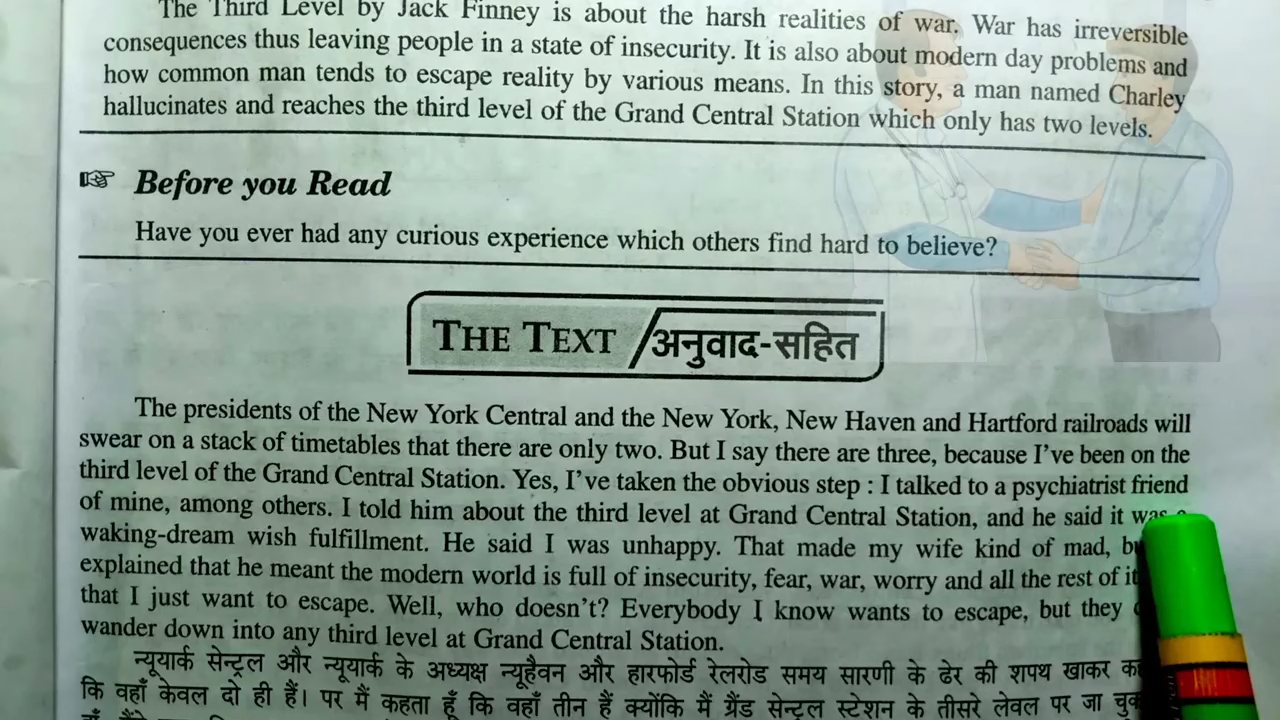 The Third Level by Jack Finney is about the harsh realities of war. War has irreversible
consequences thus leaving people in a state of insecurity. It is also about modern day problems and
how common man tends to escape reality by various means. In this story, a man named Charley
hallucinates and reaches the third level of the Grand Central Station which only has two levels.
Before you Read
Have you ever had any curious experience which others find hard to believe?
THE TEXT / अनुवाद-सहित
The presidents of the New York Central and the New York, New Haven and Hartford railroads will
swear on a stack of timetables that there are only two. But I say there are three, because I've been on the
third level of the Grand Central Station. Yes, I've taken the obvious step : I talked to a psychiatrist friend
of mine, among others. I told him about the third level at Grand Central Station, and he said it was
waking-dream wish fulfillment. He said I was unhappy. That made my wife kind of mad,
explained that he meant the modern world is full of insecurity, fear, war, worry and all the rest of it
that I just want to escape. Well, who doesn't? Everybody I know wants to escape, but they
wander down into any third level at Grand Central Station.
न्यूयार्क सेन्ट्रल और न्यूयार्क के अध्यक्ष न्यूहैवन और हारफोर्ड रेलरोड समय सारणी के ढेर की शपथ खाकर
कि वहाँ केवल दो ही हैं। पर मैं कहता हूँ कि वहाँ तीन हैं क्योंकि मैं ग्रैंड सेन्ट्रल स्टेशन के तीसरे लेवल पर जा